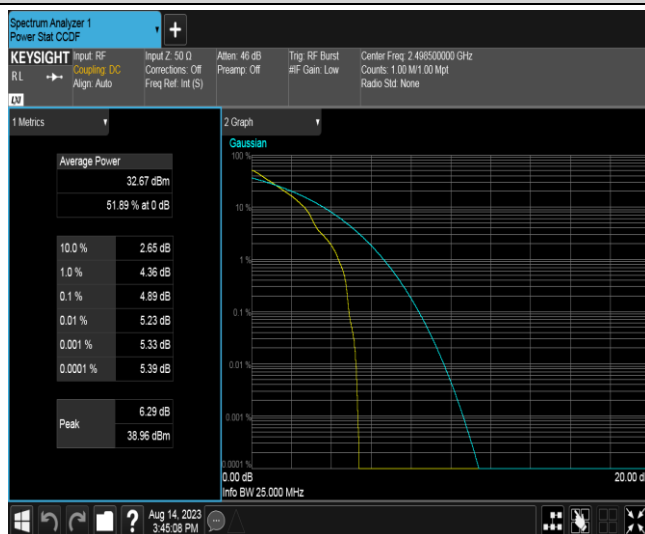 Spectrum Analyzer 1
Power Stat CCDF
+
KEYSIGHT
RL
LXI
Input: RF
Coupling: DC
Align: Auto
Input Z: 50 Ω
Corrections: Off
Freq Ref: Int (S)
Atten: 46 dB
Preamp: Off
Trig: RF Burst
#IF Gain: Low
Center Freq: 2.498500000 GHz
Counts: 1.00 M/1.00 Mpt
Radio Std: None
1 Metrics
Average Power
32.67 dBm
51.89 % at 0 dB
10.0 % 2.65 dB
1.0 % 4.36 dB
0.1 % 4.89 dB
0.01 % 5.23 dB
0.001 % 5.33 dB
0.0001 % 5.39 dB
Peak
6.29 dB
38.96 dBm
2 Graph
Gaussian
100 %
10 %
1 %
0.1 %
0.01 %
0.001 %
0.0001 %
0.00 dB
20.00 d
Info BW 25.000 MHz
?
Aug 14, 2023
3:45:08 PM